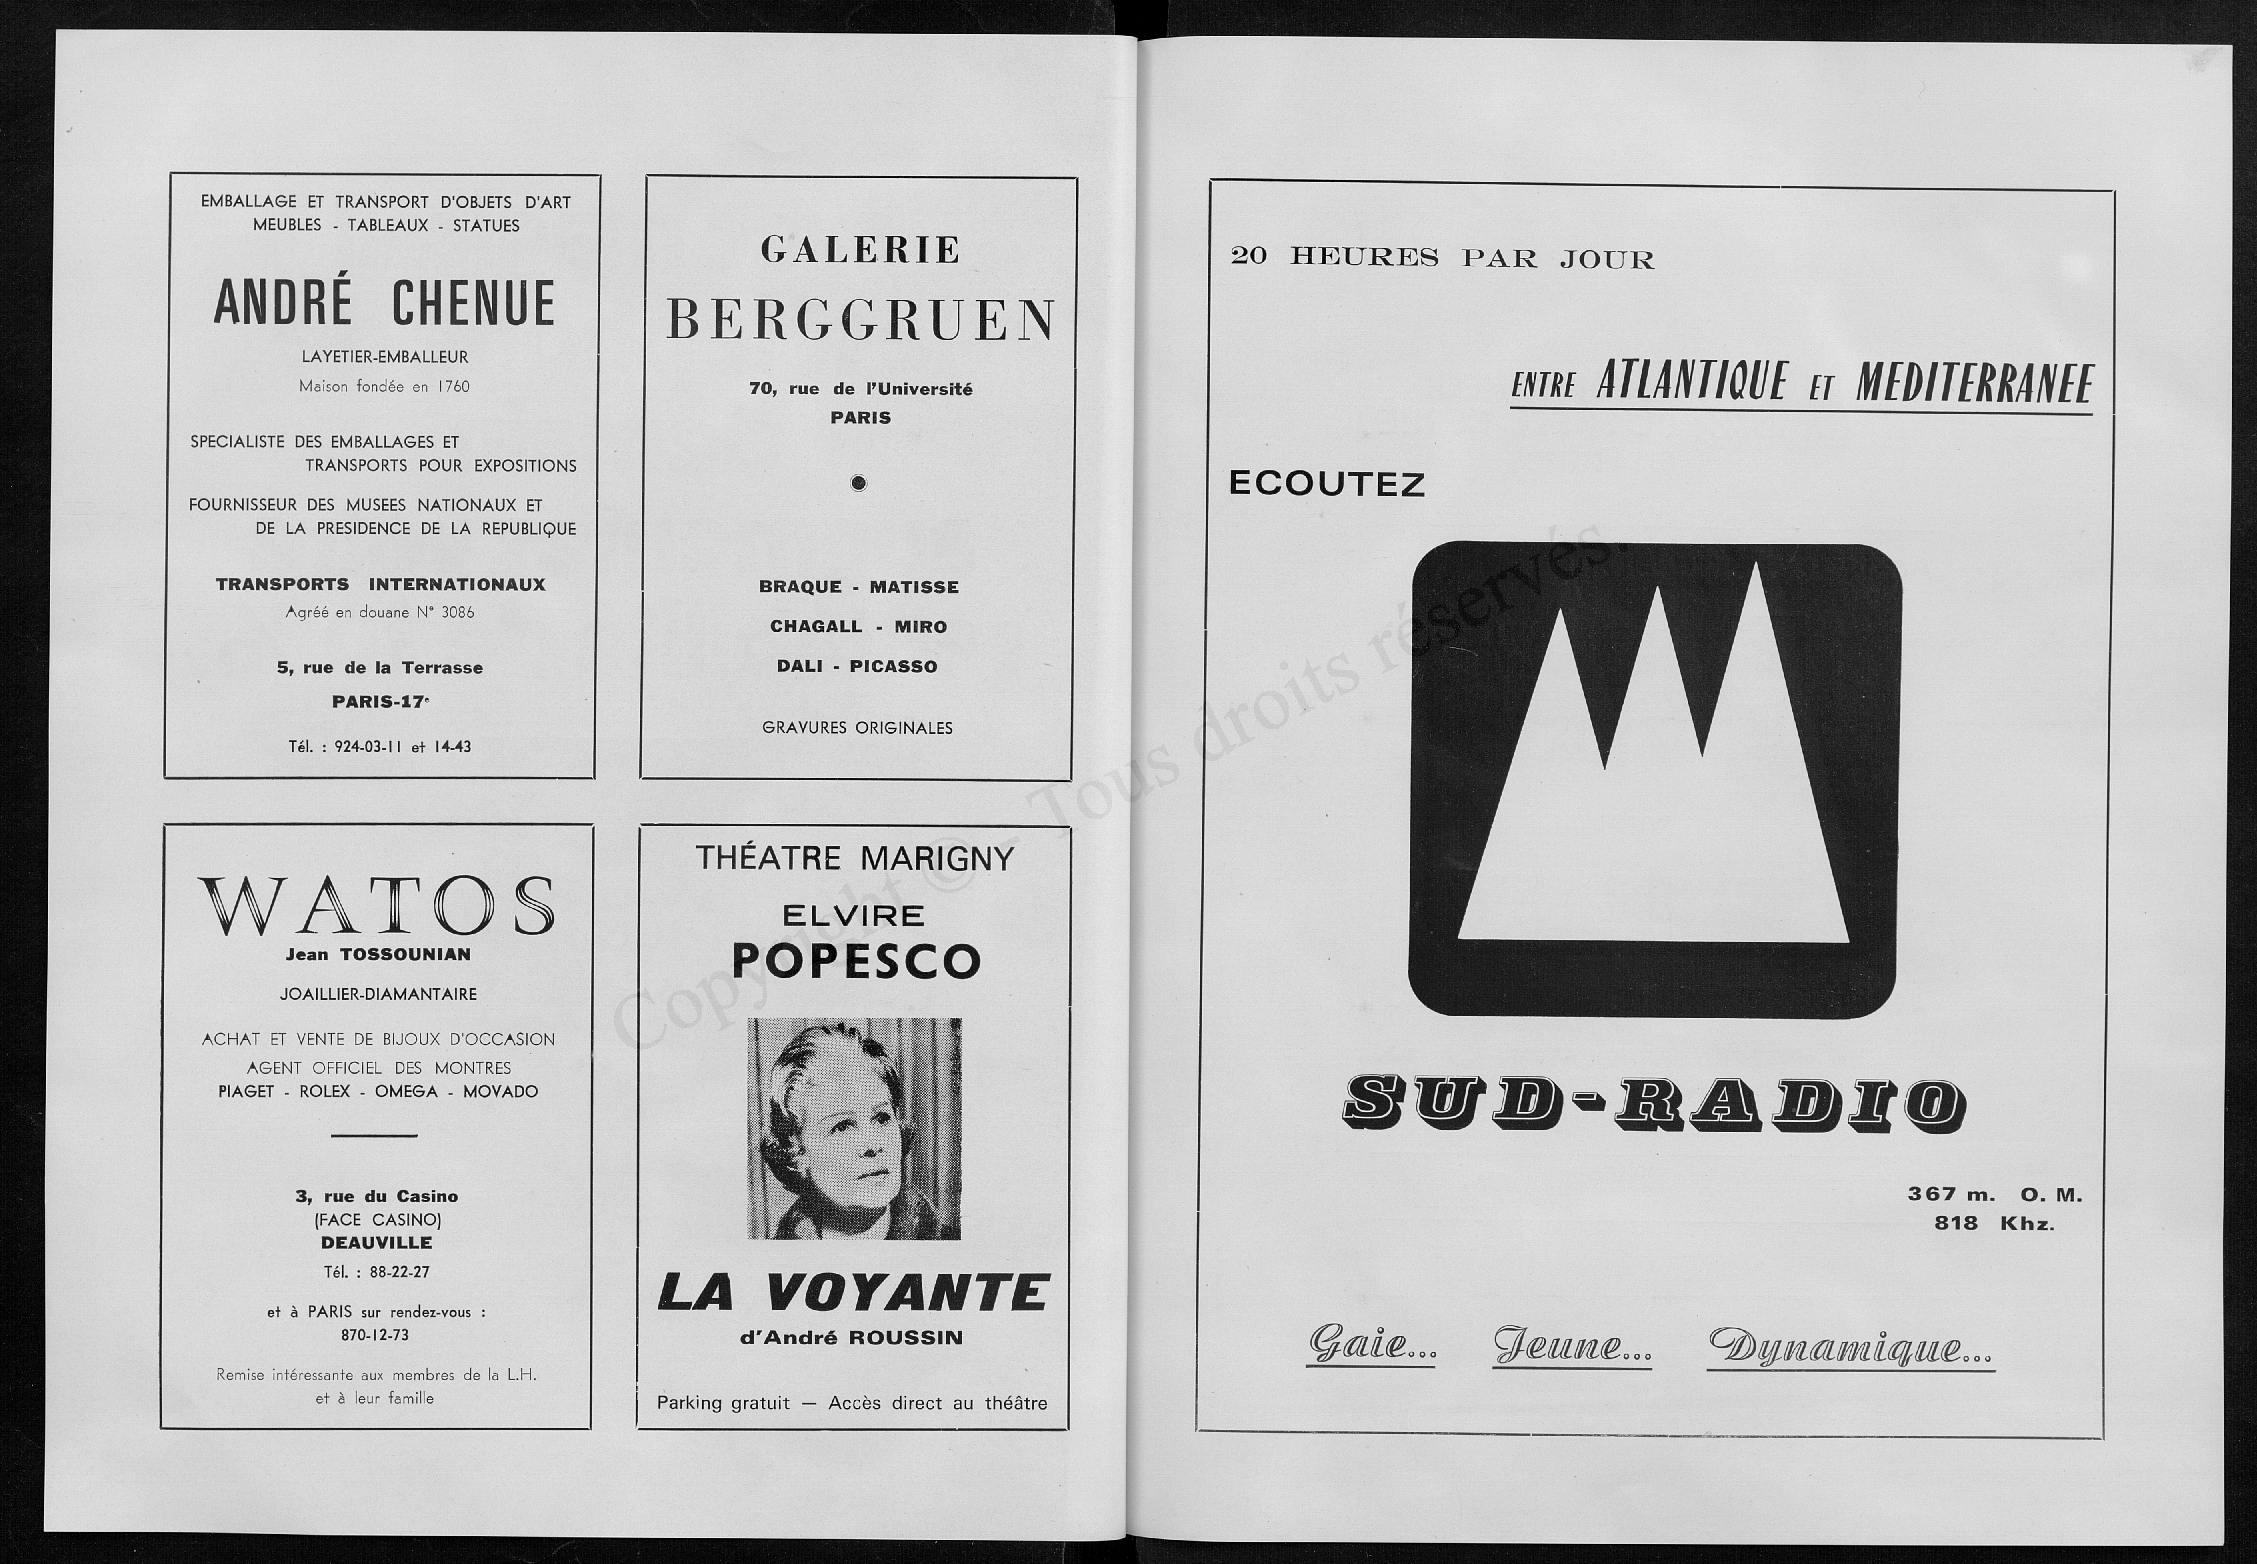 EMBALLAGE ET TRANSPORT D'OBJETS D'ART
MEUBLES - TABLEAUX - STATUES
ANDRÉ CHENUE
LAYETIER-EMBALLEUR
Maison fondée en 1760
SPECIALISTE DES EMBALLAGES ET
TRANSPORTS POUR EXPOSITIONS
FOURNISSEUR DES MUSEES NATIONAUX ET
DE LA PRESIDENCE DE LA REPUBLIQUE
TRANSPORTS INTERNATIONAUX
Agréé en douane N° 3086
5, rue de la Terrasse
PARIS-17e
Tél. : 924-03-11 et 14-43
GALERIE
BERGGRUEN
70, rue de l'Université
PARIS
BRAQUE - MATISSE
CHAGALL - MIRO
DALI - PICASSO
GRAVURES ORIGINALES
WATOS
Jean TOSSOUNIAN
JOAILLIER-DIAMANTAIRE
ACHAT ET VENTE DE BIJOUX D'OCCASION
AGENT OFFICIEL DES MONTRES
PIAGET - ROLEX - OMEGA - MOVADO
3, rue du Casino
(FACE CASINO)
DEAUVILLE
Tél. : 88-22-27
et à PARIS sur rendez-vous :
870-12-73
Remise intéressante aux membres de la L.H.
et à leur famille
THÉATRE MARIGNY
ELVIRE
POPESCO
LA VOYANTE
d'André ROUSSIN
Parking gratuit — Accès direct au théâtre
20 HEURES PAR JOUR
ENTRE ATLANTIQUE ET MEDITERRANEE
ECOUTEZ
SUD-RADIO
367 m. O. M.
818 Khz.
Gaie... Jeune... Dynamique...
Copyright © - Tous droits réservés.